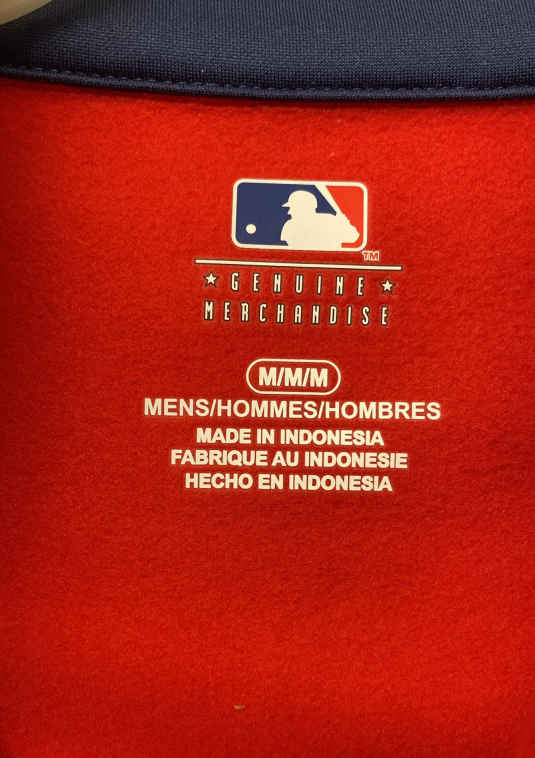 TM
★ GENUINE ★
MERCHANDISE
M/M/M
MENS/HOMMES/HOMBRES
MADE IN INDONESIA
FABRIQUE AU INDONESIE
HECHO EN INDONESIA